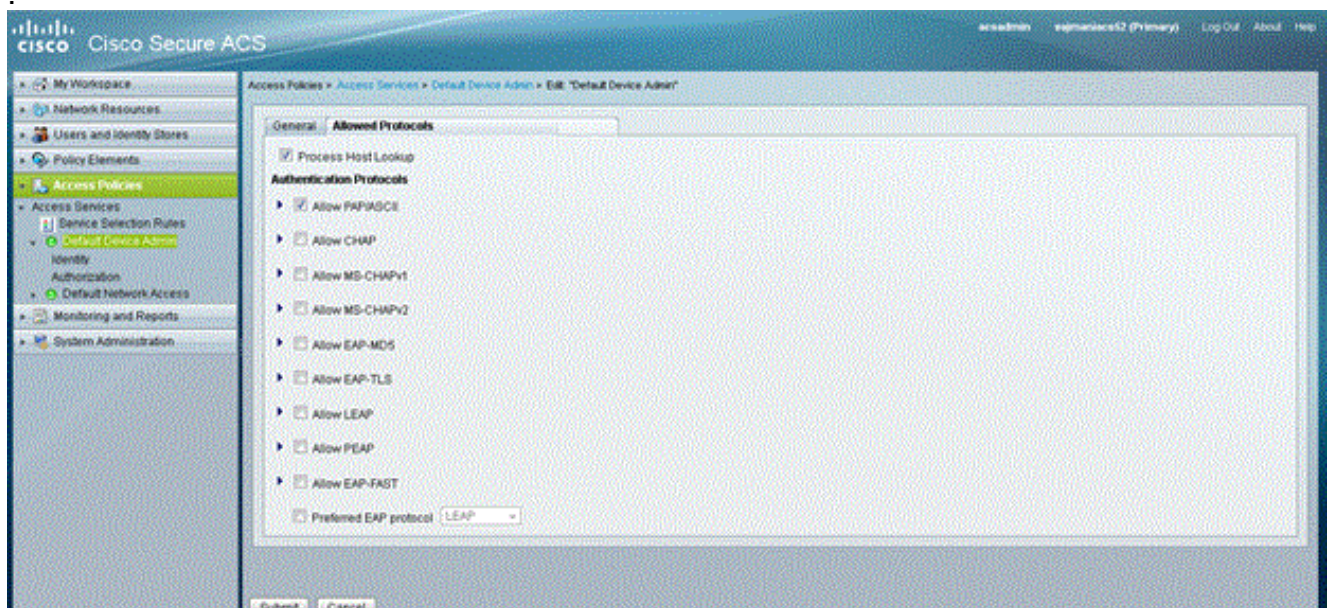 .
cisco Cisco Secure ACS
acsadmin (Primary) Log Out About Help
My Workspace
Network Resources
Users and Identity Stores
Policy Elements
Access Policies
Access Services
Service Selection Rules
Default Device Admin
Identity
Authorization
Default Network Access
Monitoring and Reports
System Administration
Access Policies > Access Services > Default Device Admin > Edit: "Default Device Admin"
General Allowed Protocols
Process Host Lookup
Authentication Protocols
Allow PAP/ASCII
Allow CHAP
Allow MS-CHAPv1
Allow MS-CHAPv2
Allow EAP-MD5
Allow EAP-TLS
Allow LEAP
Allow PEAP
Allow EAP-FAST
Preferred EAP protocol LEAP
Submit Cancel